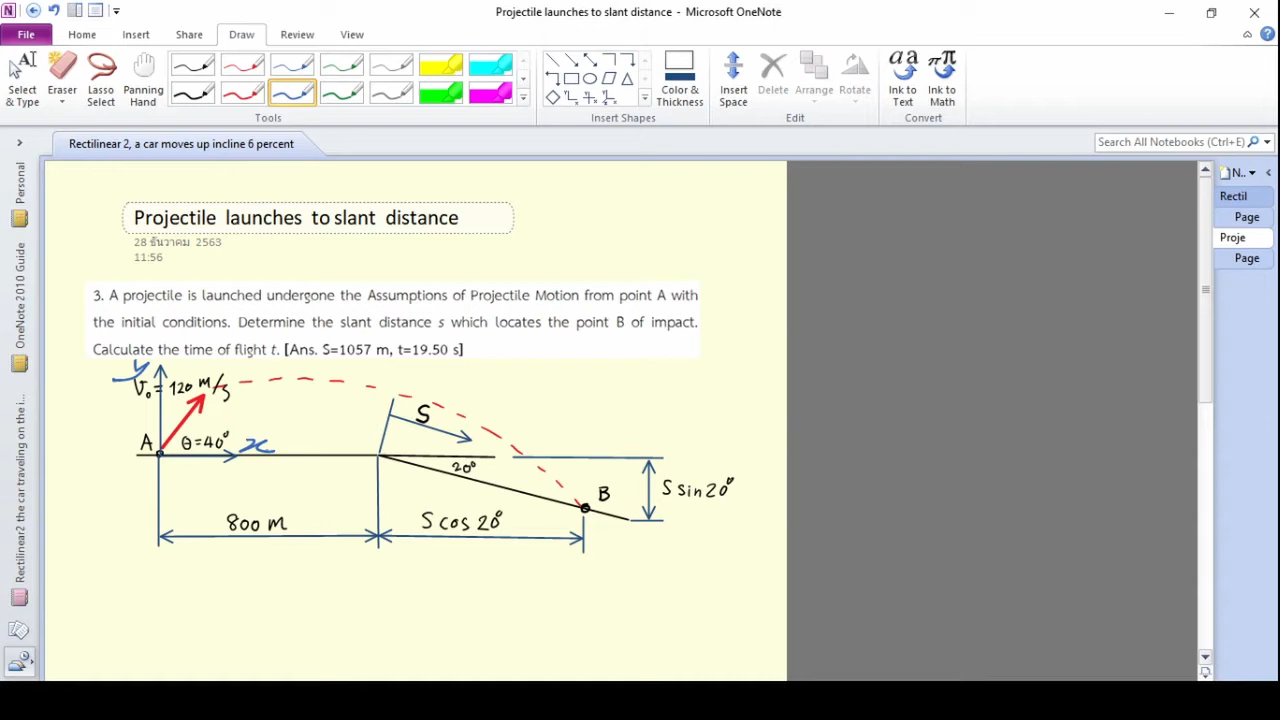 Projectile launches to slant distance - Microsoft OneNote
File Home Insert Share Draw Review View
Select & Type
Eraser
Lasso Select
Panning Hand
Color & Thickness
Insert Space
Delete
Arrange
Rotate
Ink to Text
Ink to Math
Tools
Insert Shapes
Edit
Convert
Rectilinear 2, a car moves up incline 6 percent
Search All Notebooks (Ctrl+E)
Personal
OneNote 2010 Guide
Rectilinear2 the car traveling on the i...
N..
Rectil
Page
Proje
Page
Projectile launches to slant distance
28 ธันวาคม 2563
11:56
3. A projectile is launched undergone the Assumptions of Projectile Motion from point A with
the initial conditions. Determine the slant distance s which locates the point B of impact.
Calculate the time of flight t. [Ans. S=1057 m, t=19.50 s]
y
V₀ = 120 m/s
S
A
θ=40°
x
20°
B
S sin20°
800 m
S cos 20°